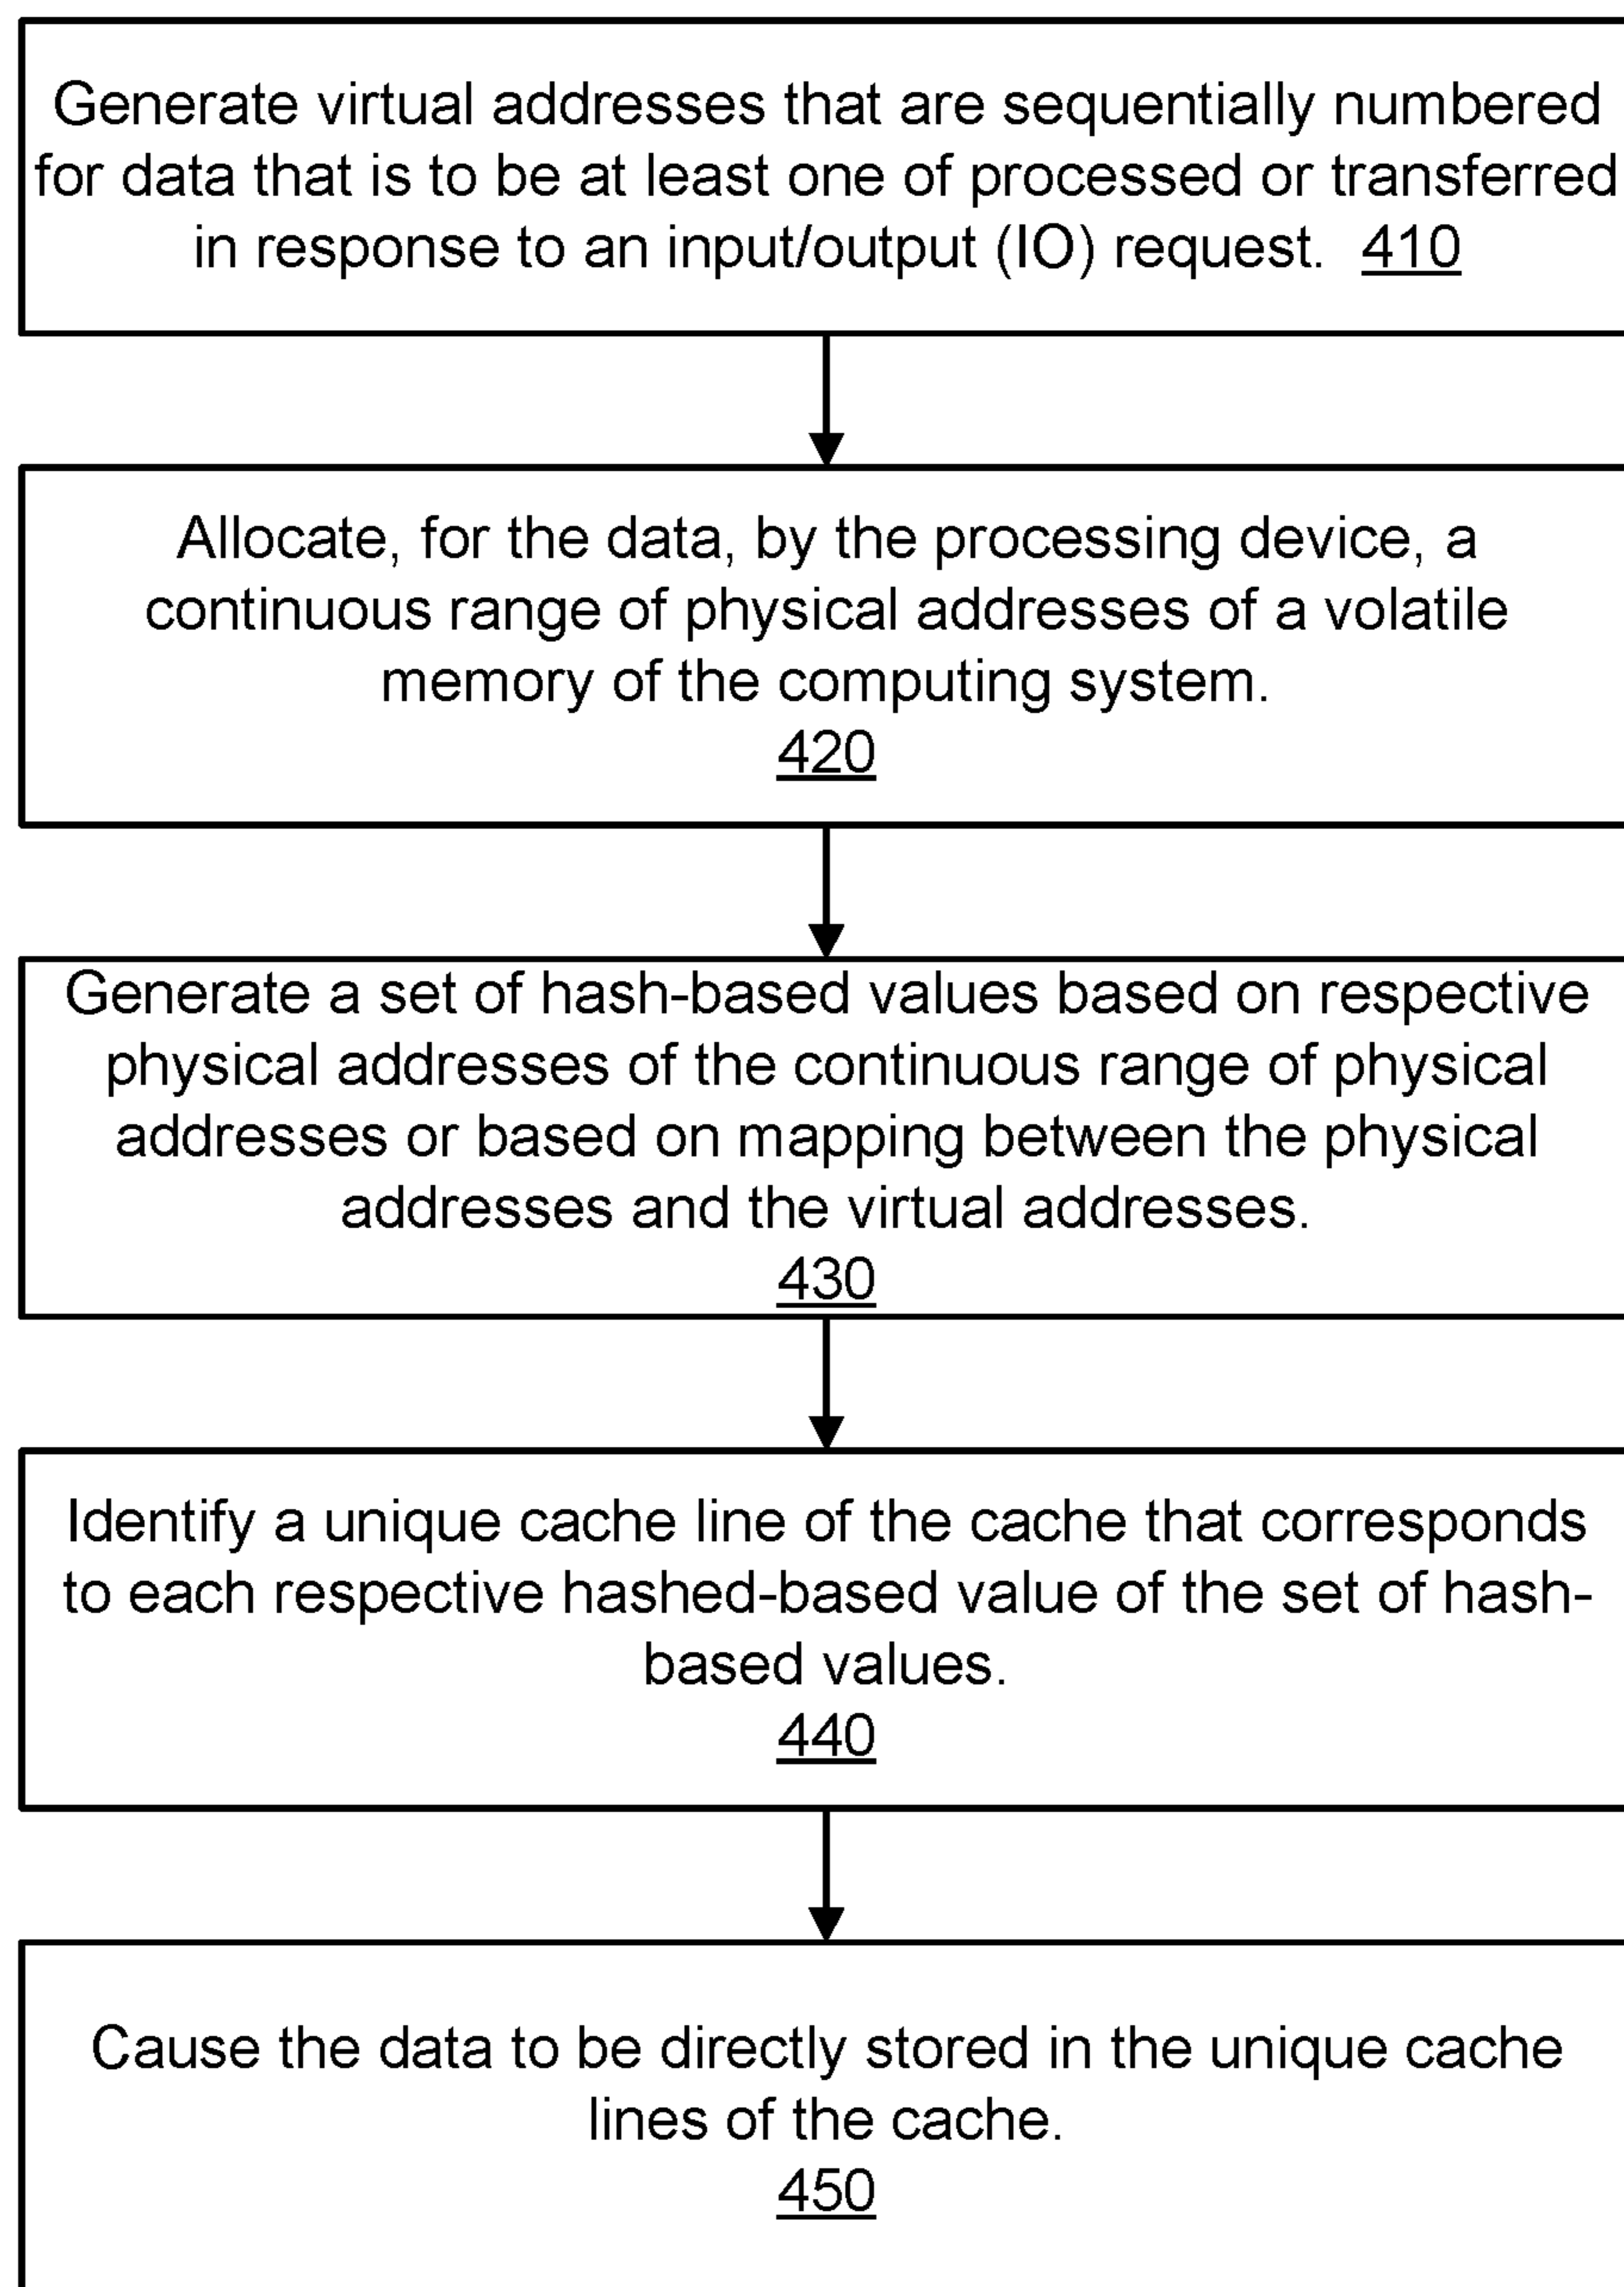 Generate virtual addresses that are sequentially numbered
for data that is to be at least one of processed or transferred
in response to an input/output (IO) request. 410
Allocate, for the data, by the processing device, a
continuous range of physical addresses of a volatile
memory of the computing system.
420
Generate a set of hash-based values based on respective
physical addresses of the continuous range of physical
addresses or based on mapping between the physical
addresses and the virtual addresses.
430
Identify a unique cache line of the cache that corresponds
to each respective hashed-based value of the set of hash-
based values.
440
Cause the data to be directly stored in the unique cache
lines of the cache.
450